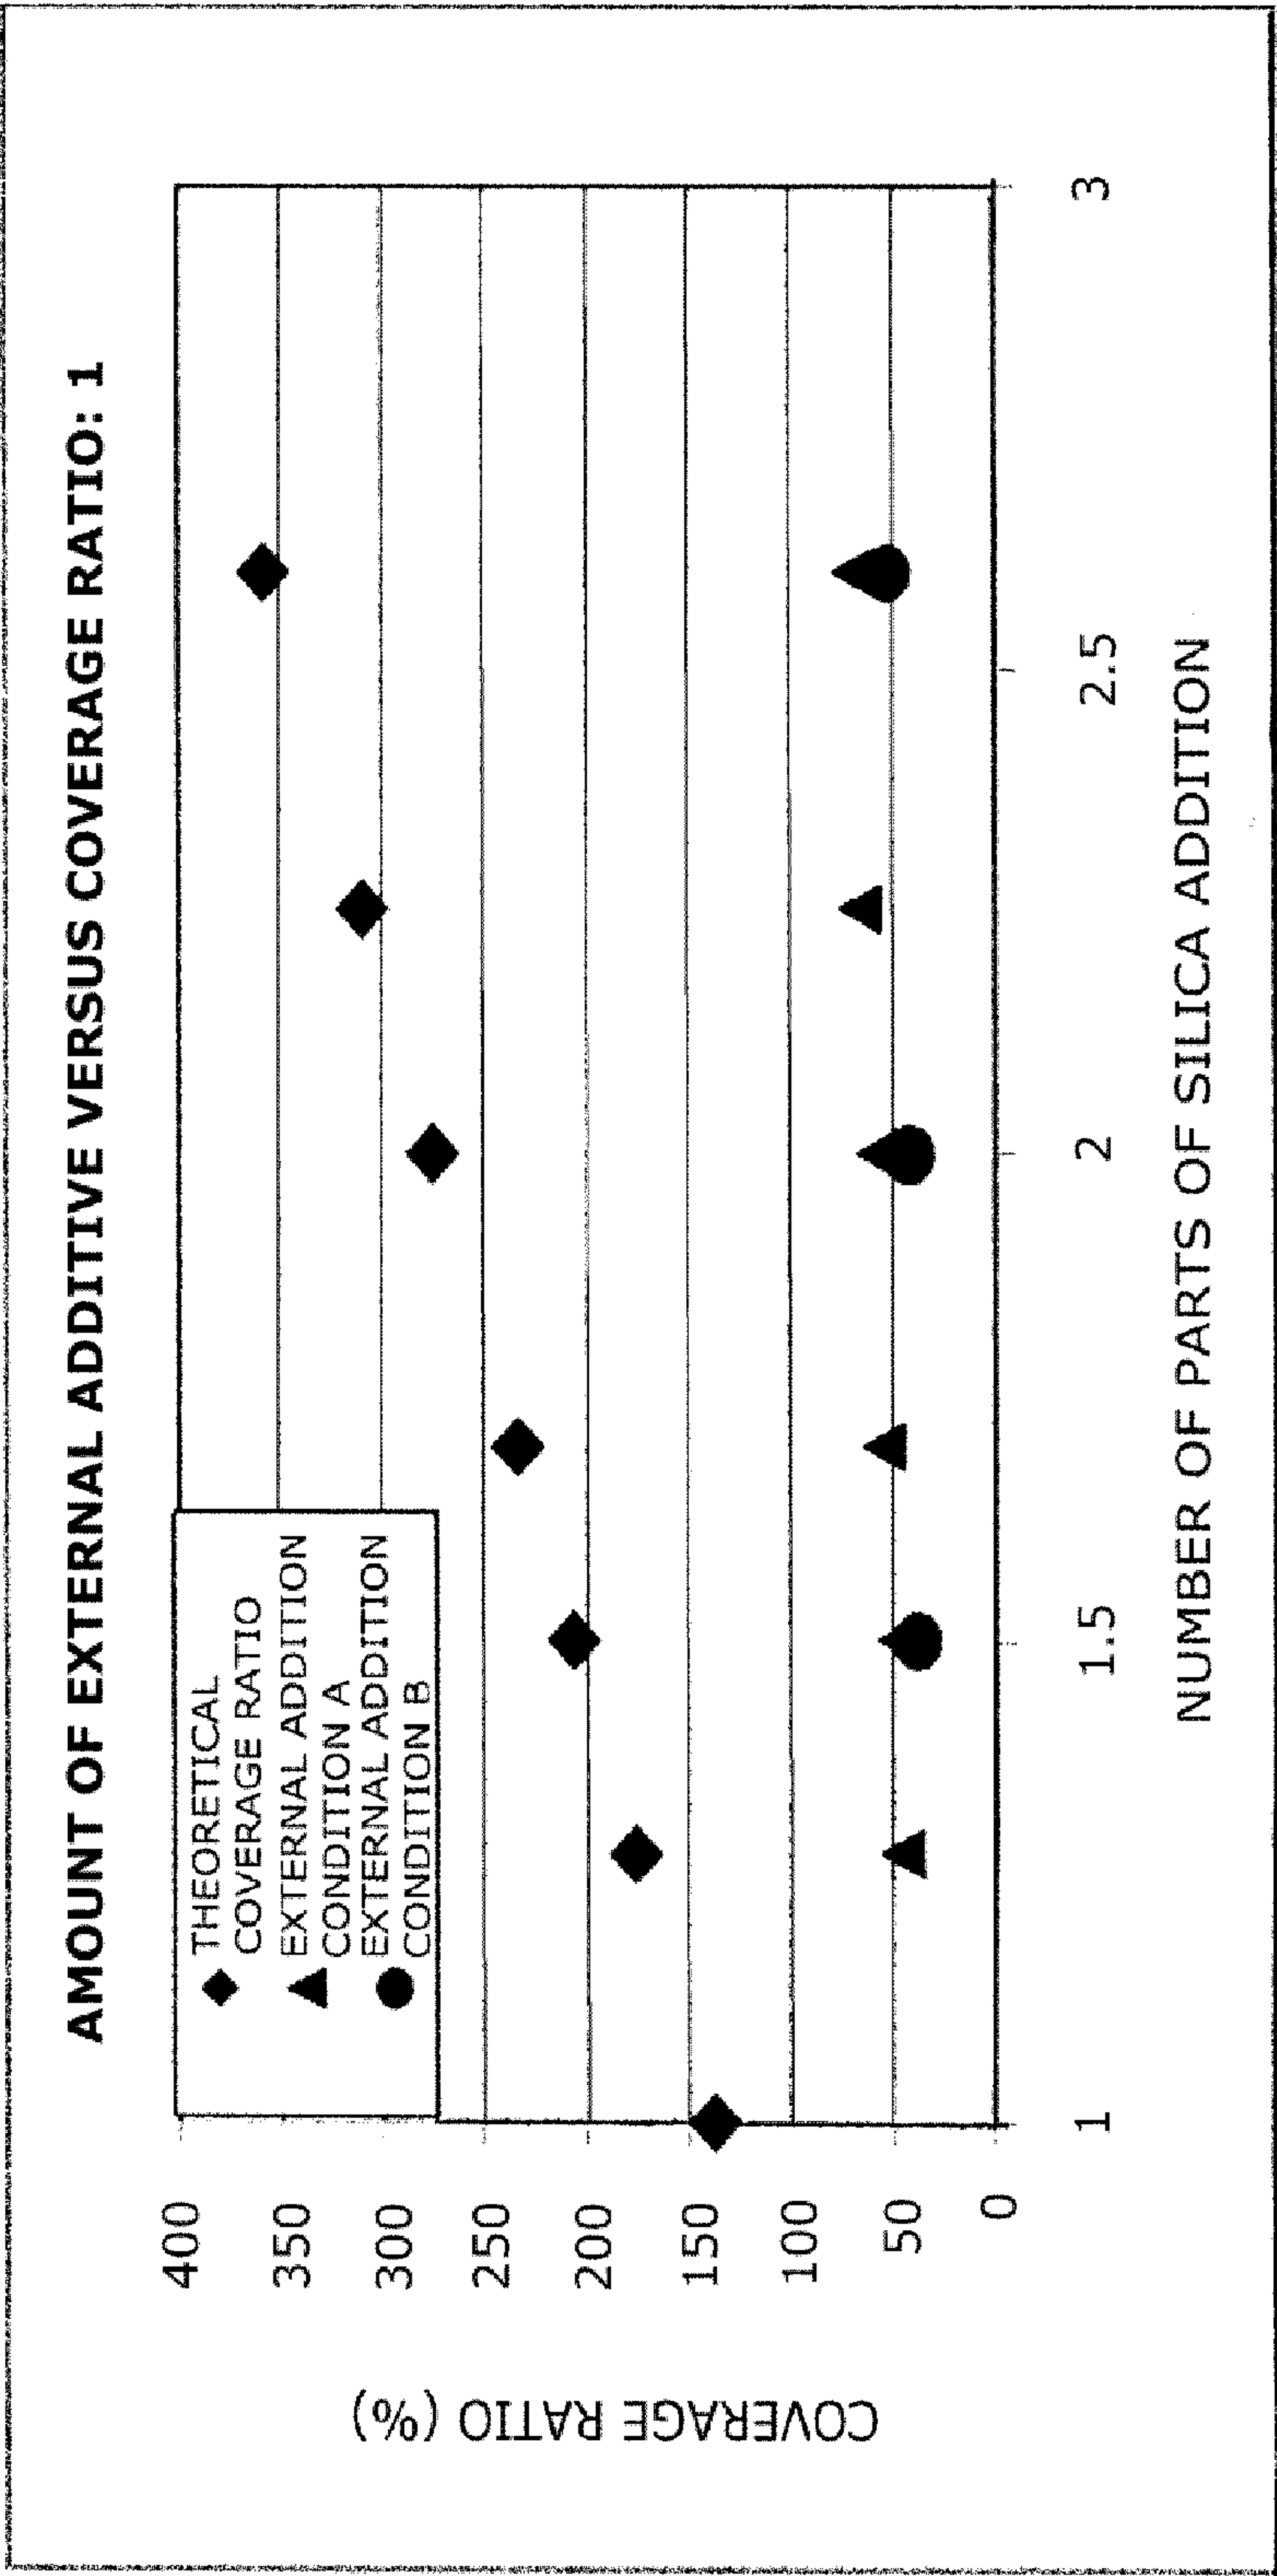 AMOUNT OF EXTERNAL ADDITIVE VERSUS COVERAGE RATIO: 1
THEORETICAL
COVERAGE RATIO
EXTERNAL ADDITION
CONDITION A
EXTERNAL ADDITION
CONDITION B
COVERAGE RATIO (%)
400
350
300
250
200
150
100
50
0
1
1.5
2
2.5
3
NUMBER OF PARTS OF SILICA ADDITION